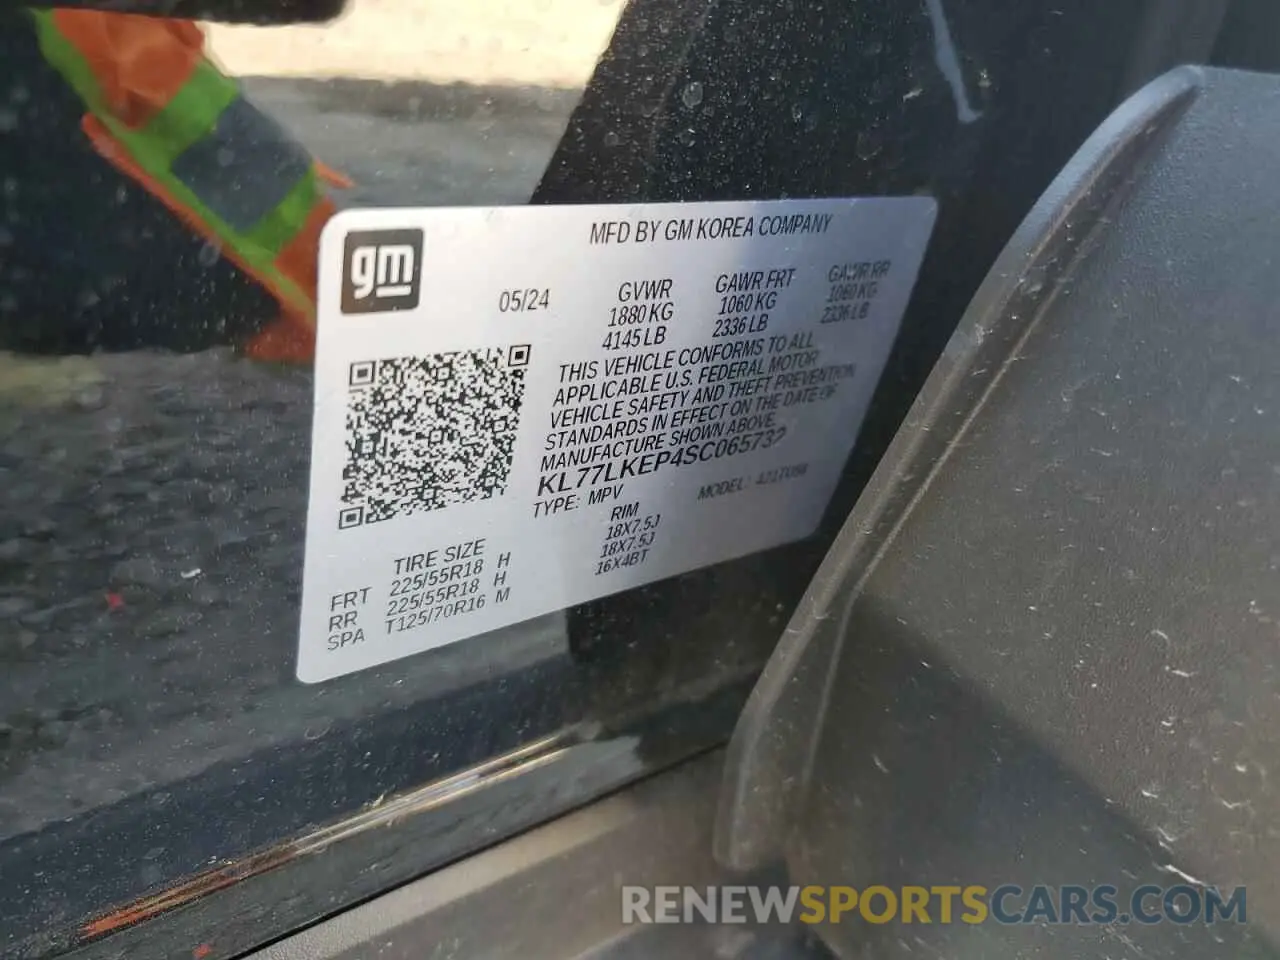 MFD BY GM KOREA COMPANY
gm
05/24
GVWR
1880 KG
4145 LB
GAWR FRT
1060 KG
2336 LB
GAWR RR
1060 KG
2336 LB
THIS VEHICLE CONFORMS TO ALL
APPLICABLE U.S. FEDERAL MOTOR
VEHICLE SAFETY AND THEFT PREVENTION
STANDARDS IN EFFECT ON THE DATE OF
MANUFACTURE SHOWN ABOVE.
KL77LKEP4SC065732
TYPE: MPV
MODEL:
TIRE SIZE
RIM
FRT 225/55R18 H 18X7.5J
RR 225/55R18 H 18X7.5J
SPA T125/70R16 M 16X4BT
RENEWSPORTSCARS.COM